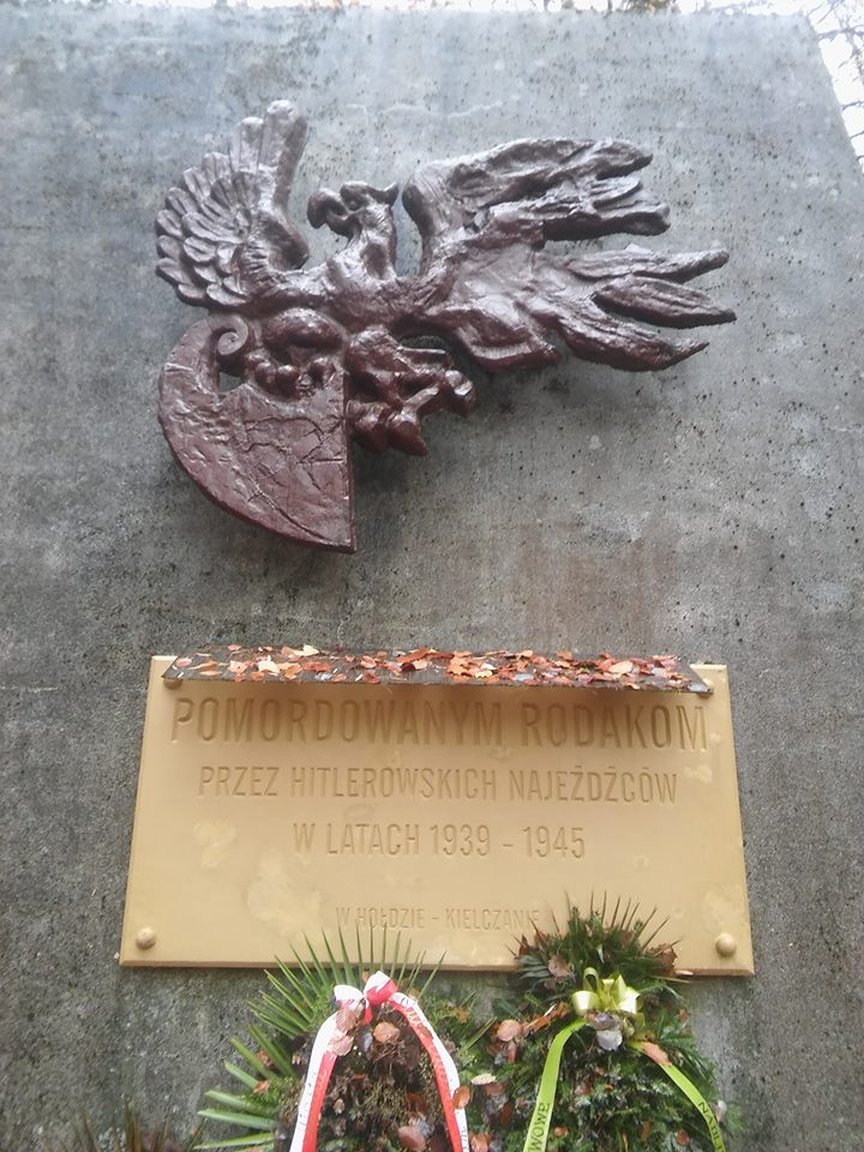 POMORDOWANYM RODAKOM
PRZEZ HITLEROWSKICH NAJEŹDŹCÓW
W LATACH 1939 - 1945
W HOŁDZIE - KIELCZANIE